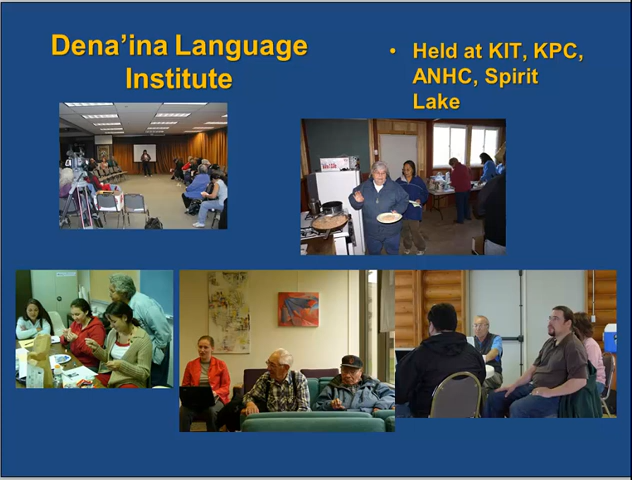 Dena’ina Language
Institute
• Held at KIT, KPC,
ANHC, Spirit
Lake